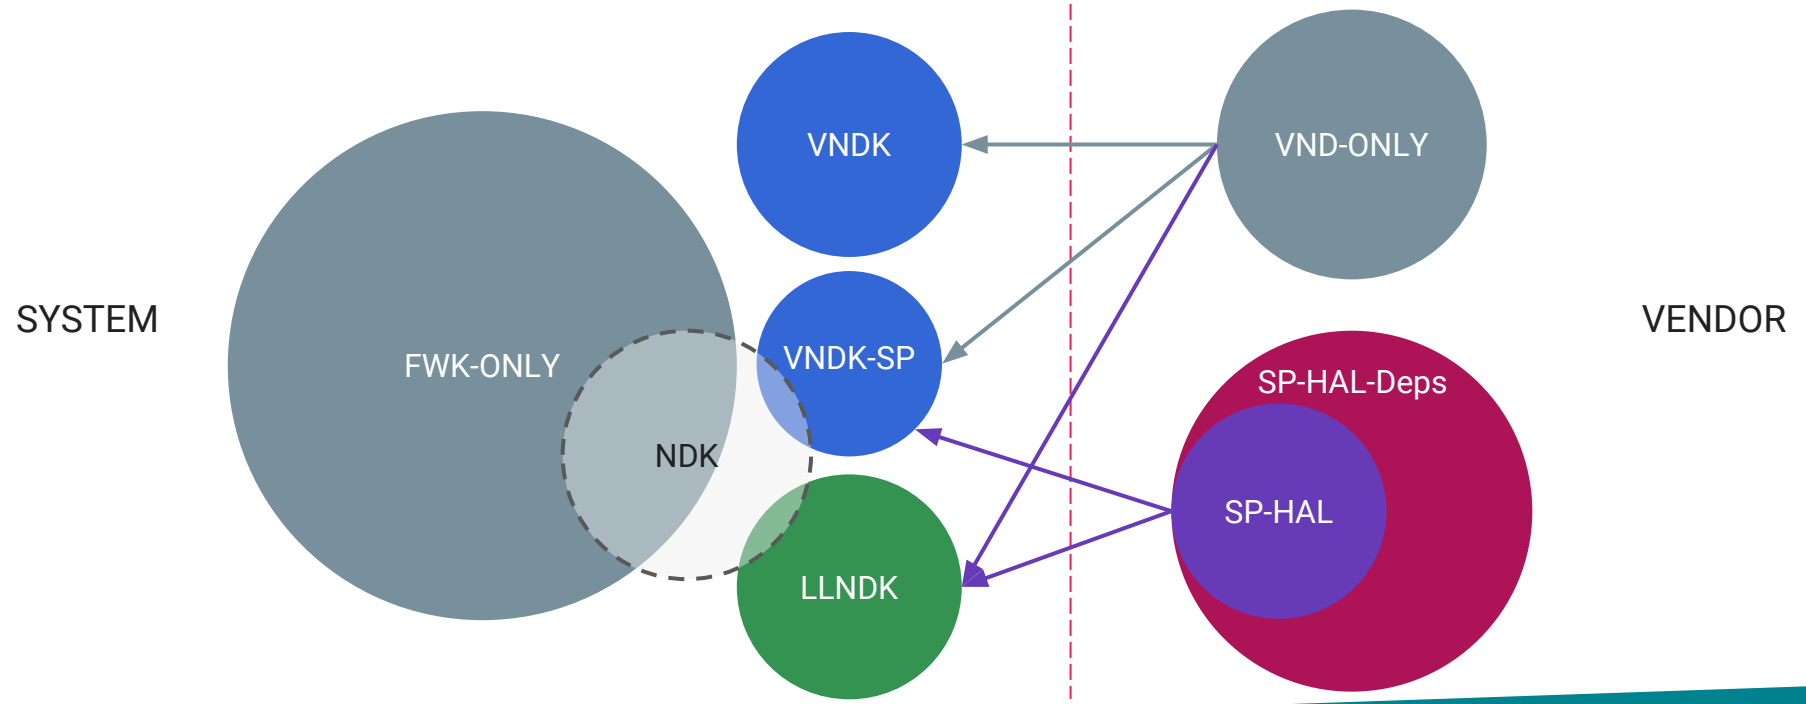 SYSTEM
FWK-ONLY
NDK
VNDK
VNDK-SP
LLNDK
VND-ONLY
SP-HAL-Deps
SP-HAL
VENDOR